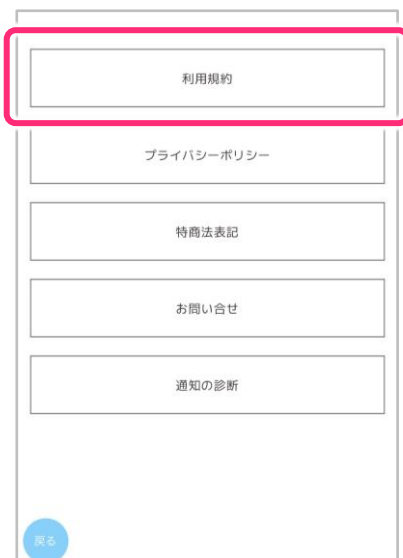 利用規約
プライバシーポリシー
特商法表記
お問い合せ
通知の診断
戻る